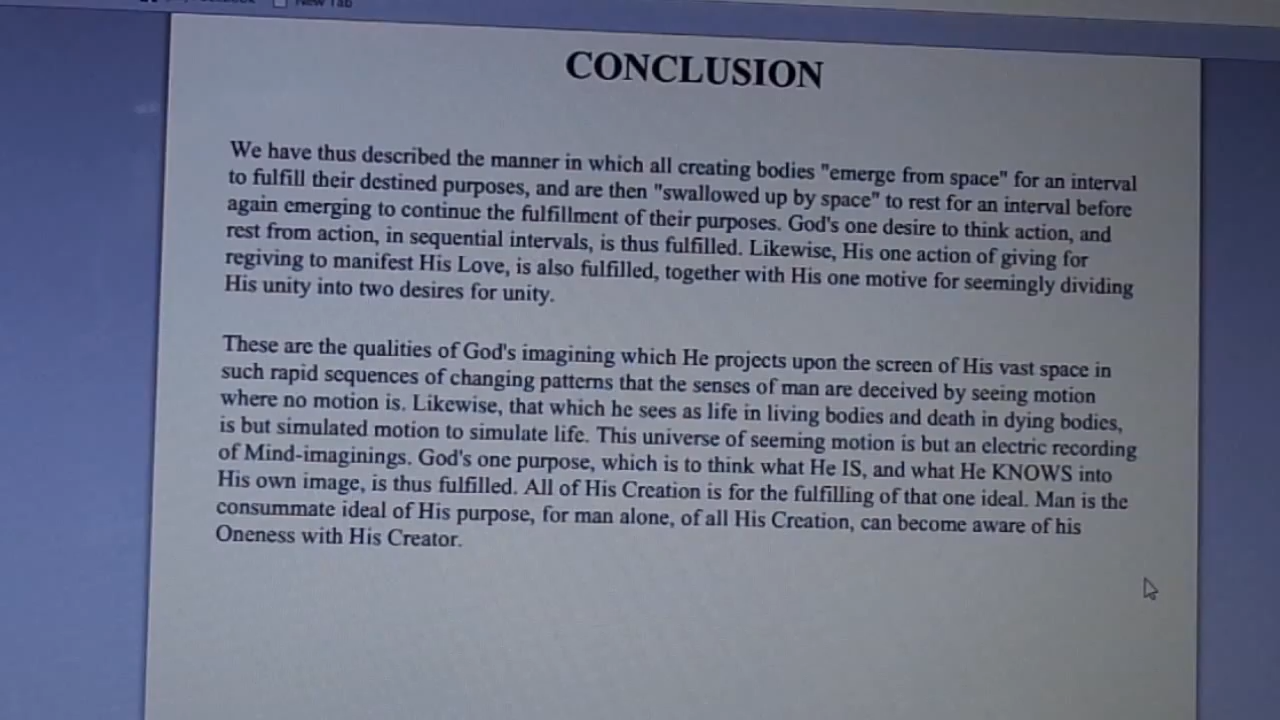 New Tab
CONCLUSION
We have thus described the manner in which all creating bodies "emerge from space" for an interval
to fulfill their destined purposes, and are then "swallowed up by space" to rest for an interval before
again emerging to continue the fulfillment of their purposes. God's one desire to think action, and
rest from action, in sequential intervals, is thus fulfilled. Likewise, His one action of giving for
regiving to manifest His Love, is also fulfilled, together with His one motive for seemingly dividing
His unity into two desires for unity.
These are the qualities of God's imagining which He projects upon the screen of His vast space in
such rapid sequences of changing patterns that the senses of man are deceived by seeing motion
where no motion is. Likewise, that which he sees as life in living bodies and death in dying bodies,
is but simulated motion to simulate life. This universe of seeming motion is but an electric recording
of Mind-imaginings. God's one purpose, which is to think what He IS, and what He KNOWS into
His own image, is thus fulfilled. All of His Creation is for the fulfilling of that one ideal. Man is the
consummate ideal of His purpose, for man alone, of all His Creation, can become aware of his
Oneness with His Creator.